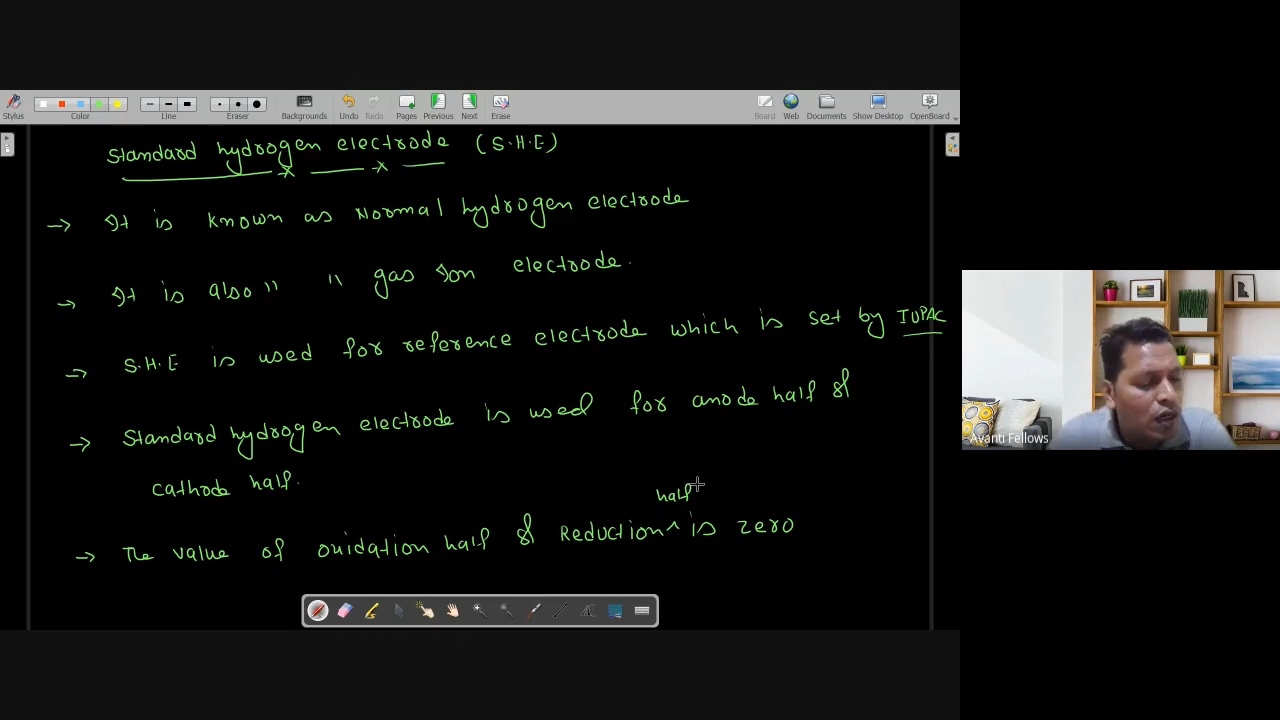 Stylus Color Line Eraser Backgrounds Undo Redo Pages Previous Next Erase Board Web Documents Show Desktop OpenBoard
Standard hydrogen electrode (S.H.E)
→ It is known as Normal hydrogen electrode
→ It is also " " gas Ion electrode.
→ S.H.E is used for reference electrode which is set by IUPAC
→ Standard hydrogen electrode is used for anode half &
cathode half.
half
→ The value of oxidation half & Reduction ^ is zero
Avanti Fellows